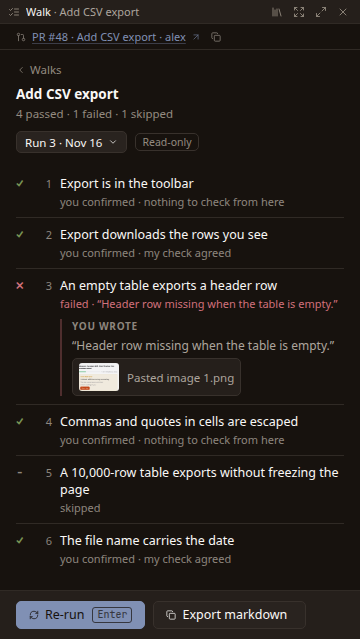 Walk · Add CSV export
PR #48 · Add CSV export · alex
Walks
Add CSV export
4 passed · 1 failed · 1 skipped
Run 3 · Nov 16
Read-only
1 Export is in the toolbar
you confirmed · nothing to check from here
2 Export downloads the rows you see
you confirmed · my check agreed
3 An empty table exports a header row
failed · “Header row missing when the table is empty.”
YOU WROTE
“Header row missing when the table is empty.”
Pasted image 1.png
4 Commas and quotes in cells are escaped
you confirmed · nothing to check from here
5 A 10,000-row table exports without freezing the
page
skipped
6 The file name carries the date
you confirmed · my check agreed
Re-run Enter
Export markdown